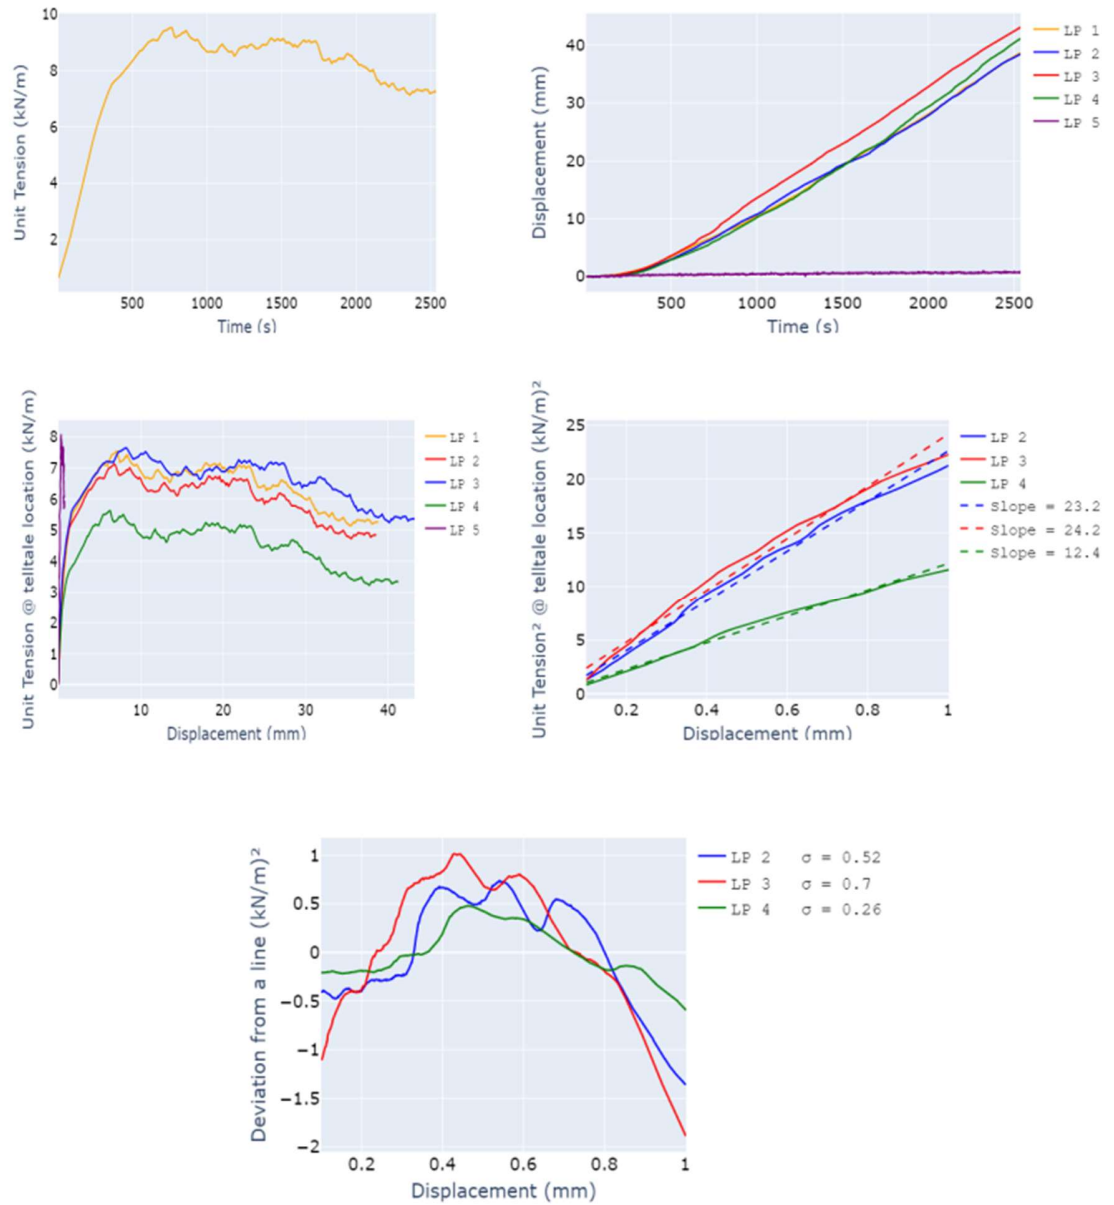 Unit Tension (kN/m)
10
8
6
4
2
500
1000
1500
2000
2500
Time (s)
Displacement (mm)
40
30
20
10
0
500
1000
1500
2000
2500
Time (s)
LP 1
LP 2
LP 3
LP 4
LP 5
Unit Tension @ telltale location (kN/m)
8
7
6
5
4
3
2
1
0
10
20
30
40
Displacement (mm)
LP 1
LP 2
LP 3
LP 4
LP 5
Unit Tension² @ telltale location (kN/m)²
25
20
15
10
5
0
0.2
0.4
0.6
0.8
1
Displacement (mm)
LP 2
LP 3
LP 4
Slope = 23.2
Slope = 24.2
Slope = 12.4
Deviation from a line (kN/m)²
1
0.5
0
−0.5
−1
−1.5
−2
0.2
0.4
0.6
0.8
1
Displacement (mm)
LP 2 σ = 0.52
LP 3 σ = 0.7
LP 4 σ = 0.26